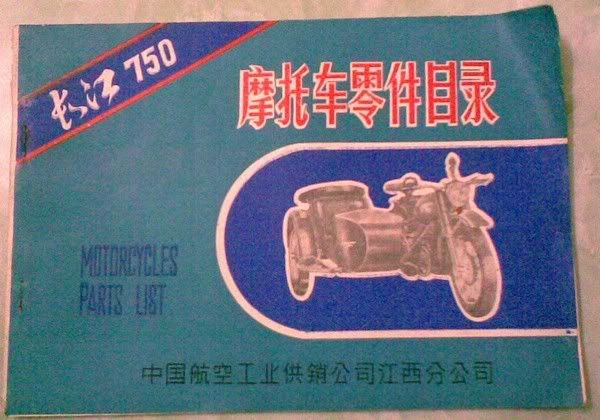 长江 750
摩托车零件目录
MOTORCYCLES
PARTS LIST
中国航空工业供销公司江西分公司